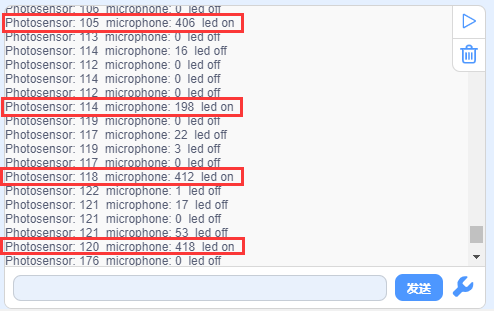 Photosensor: 106  microphone: 0  led off
Photosensor: 105  microphone: 406  led on
Photosensor: 113  microphone: 0  led off
Photosensor: 114  microphone: 16  led off
Photosensor: 112  microphone: 0  led off
Photosensor: 114  microphone: 0  led off
Photosensor: 112  microphone: 0  led off
Photosensor: 114  microphone: 198  led on
Photosensor: 119  microphone: 0  led off
Photosensor: 117  microphone: 22  led off
Photosensor: 119  microphone: 3  led off
Photosensor: 117  microphone: 0  led off
Photosensor: 118  microphone: 412  led on
Photosensor: 122  microphone: 1  led off
Photosensor: 121  microphone: 17  led off
Photosensor: 121  microphone: 0  led off
Photosensor: 121  microphone: 53  led off
Photosensor: 120  microphone: 418  led on
Photosensor: 176  microphone: 0  led off
发送